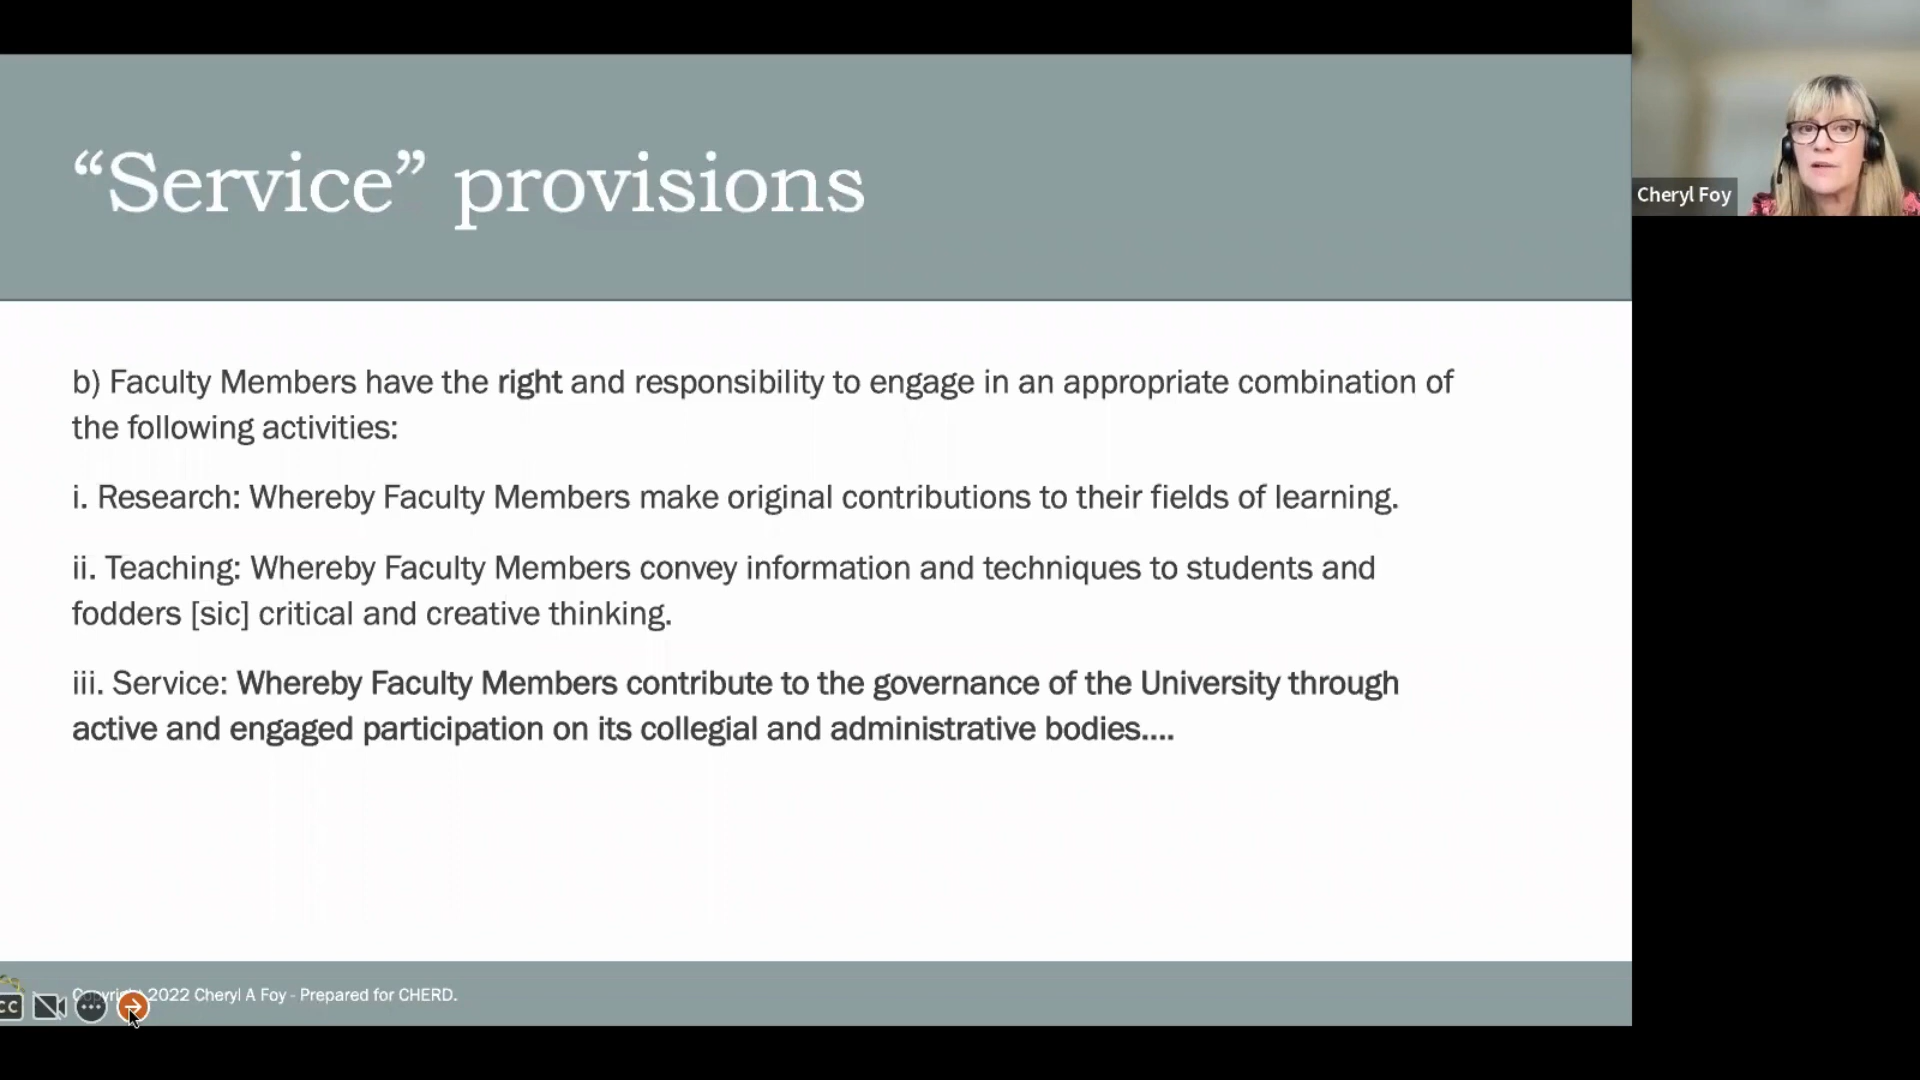 “Service” provisions
Cheryl Foy
b) Faculty Members have the right and responsibility to engage in an appropriate combination of
the following activities:
i. Research: Whereby Faculty Members make original contributions to their fields of learning.
ii. Teaching: Whereby Faculty Members convey information and techniques to students and
fodders [sic] critical and creative thinking.
iii. Service: Whereby Faculty Members contribute to the governance of the University through
active and engaged participation on its collegial and administrative bodies....
Copyright 2022 Cheryl A Foy - Prepared for CHERD.
CC